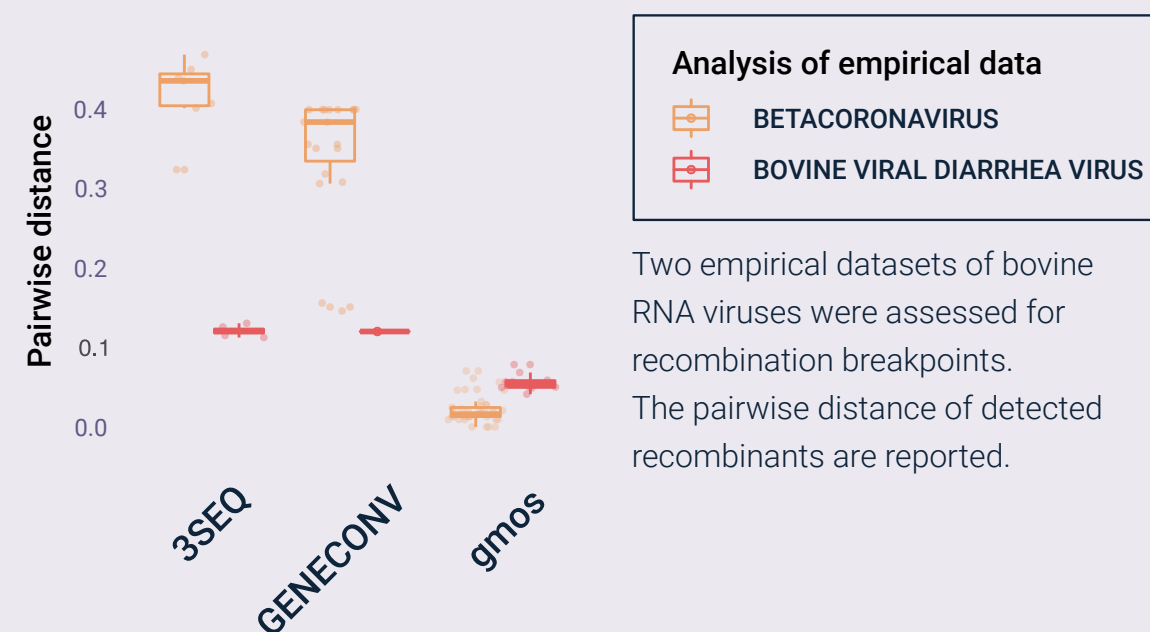 Pairwise distance
0.4
0.3
0.2
0.1
0.0
3SEQ
GENECONV
gmos
Analysis of empirical data
BETACORONAVIRUS
BOVINE VIRAL DIARRHEA VIRUS
Two empirical datasets of bovine
RNA viruses were assessed for
recombination breakpoints.
The pairwise distance of detected
recombinants are reported.